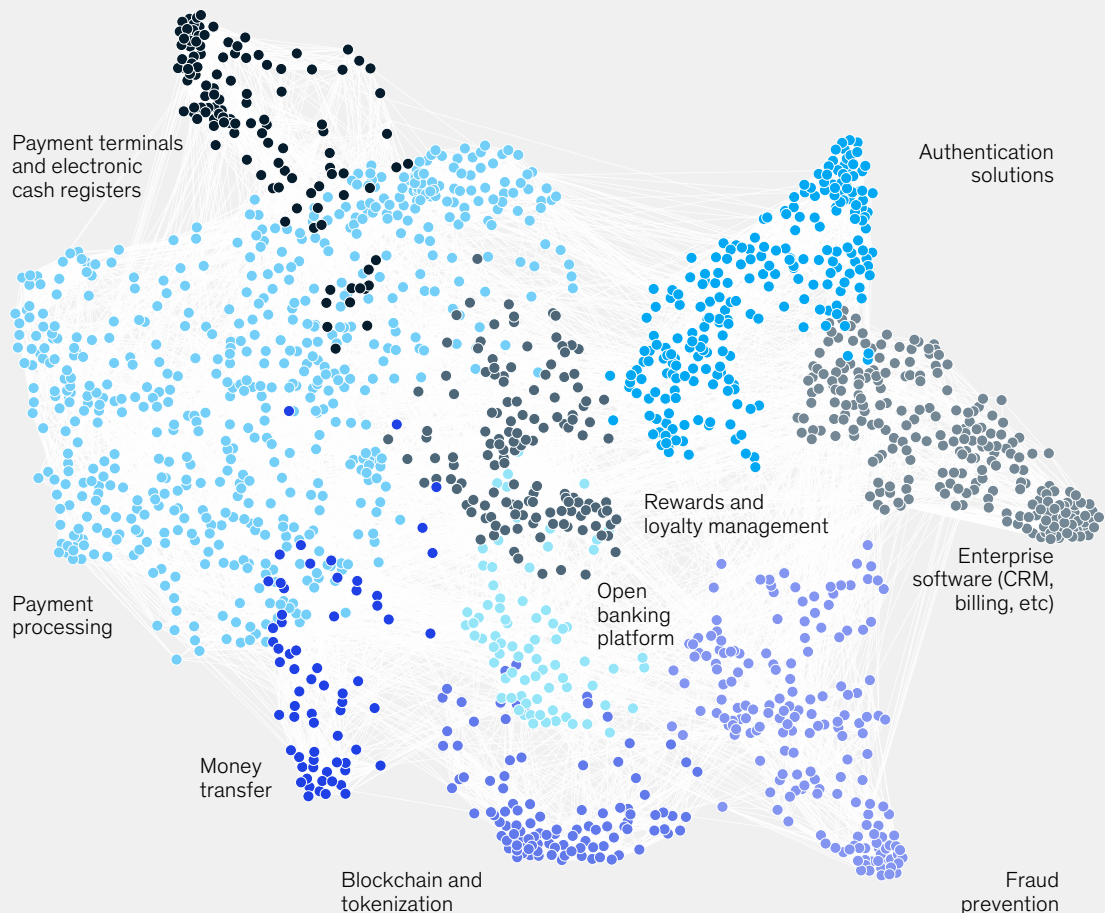 Payment terminals
and electronic
cash registers
Authentication
solutions
Rewards and
loyalty management
Enterprise
software (CRM,
billing, etc)
Open
banking
platform
Payment
processing
Money
transfer
Blockchain and
tokenization
Fraud
prevention